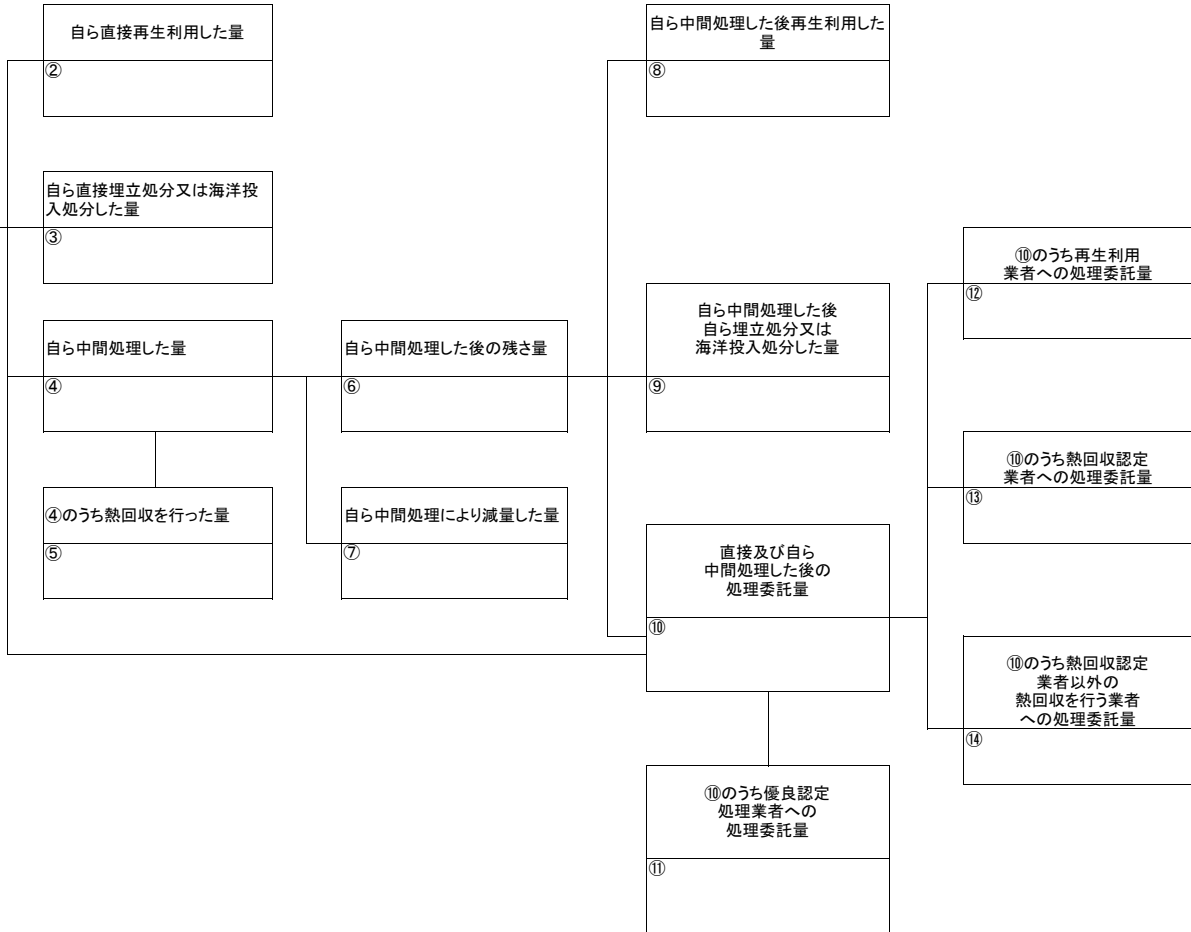 自ら直接再生利用した量
②
自ら直接埋立処分又は海洋投
入処分した量
③
自ら中間処理した量
④
④のうち熱回収を行った量
⑤
自ら中間処理した後の残さ量
⑥
自ら中間処理により減量した量
⑦
自ら中間処理した後再生利用した
量
⑧
自ら中間処理した後
自ら埋立処分又は
海洋投入処分した量
⑨
直接及び自ら
中間処理した後の
処理委託量
⑩
⑩のうち優良認定
処理業者への
処理委託量
⑪
⑩のうち再生利用
業者への処理委託量
⑫
⑩のうち熱回収認定
業者への処理委託量
⑬
⑩のうち熱回収認定
業者以外の
熱回収を行う業者
への処理委託量
⑭